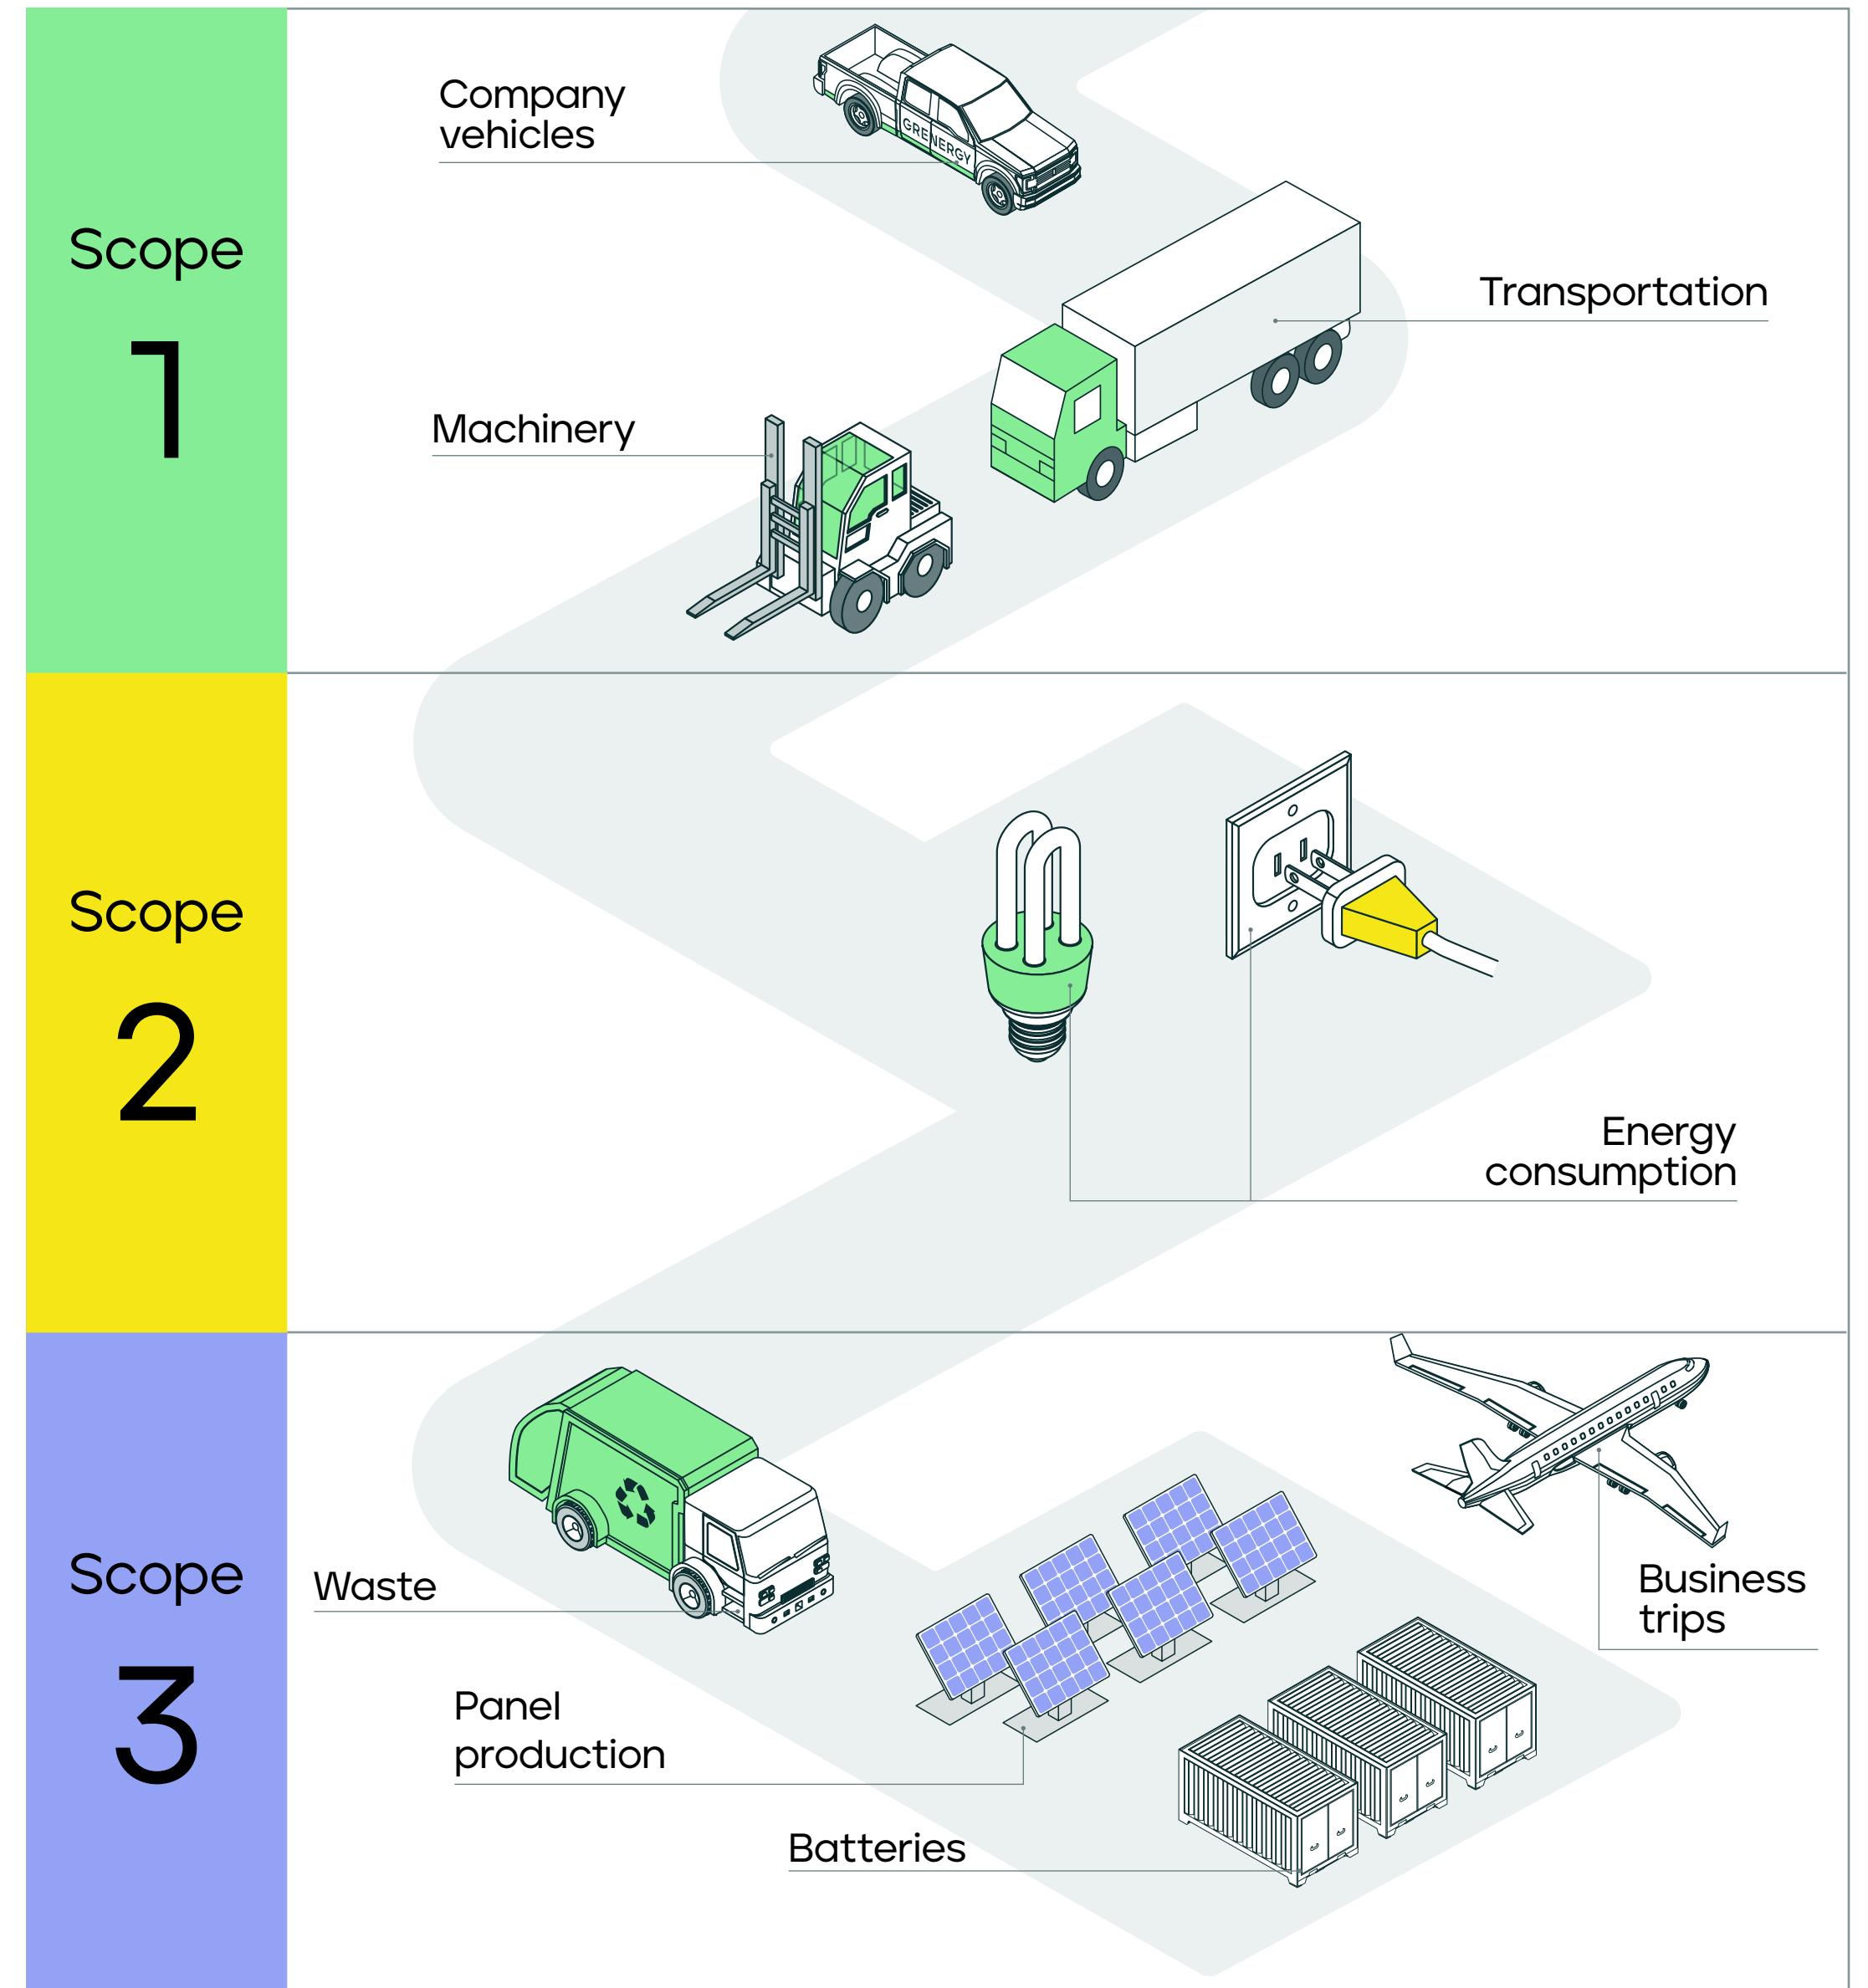 Scope
1
Company
vehicles
GRENERGY
Transportation
Machinery
Scope
2
Energy
consumption
Scope
3
Waste
Business
trips
Panel
production
Batteries